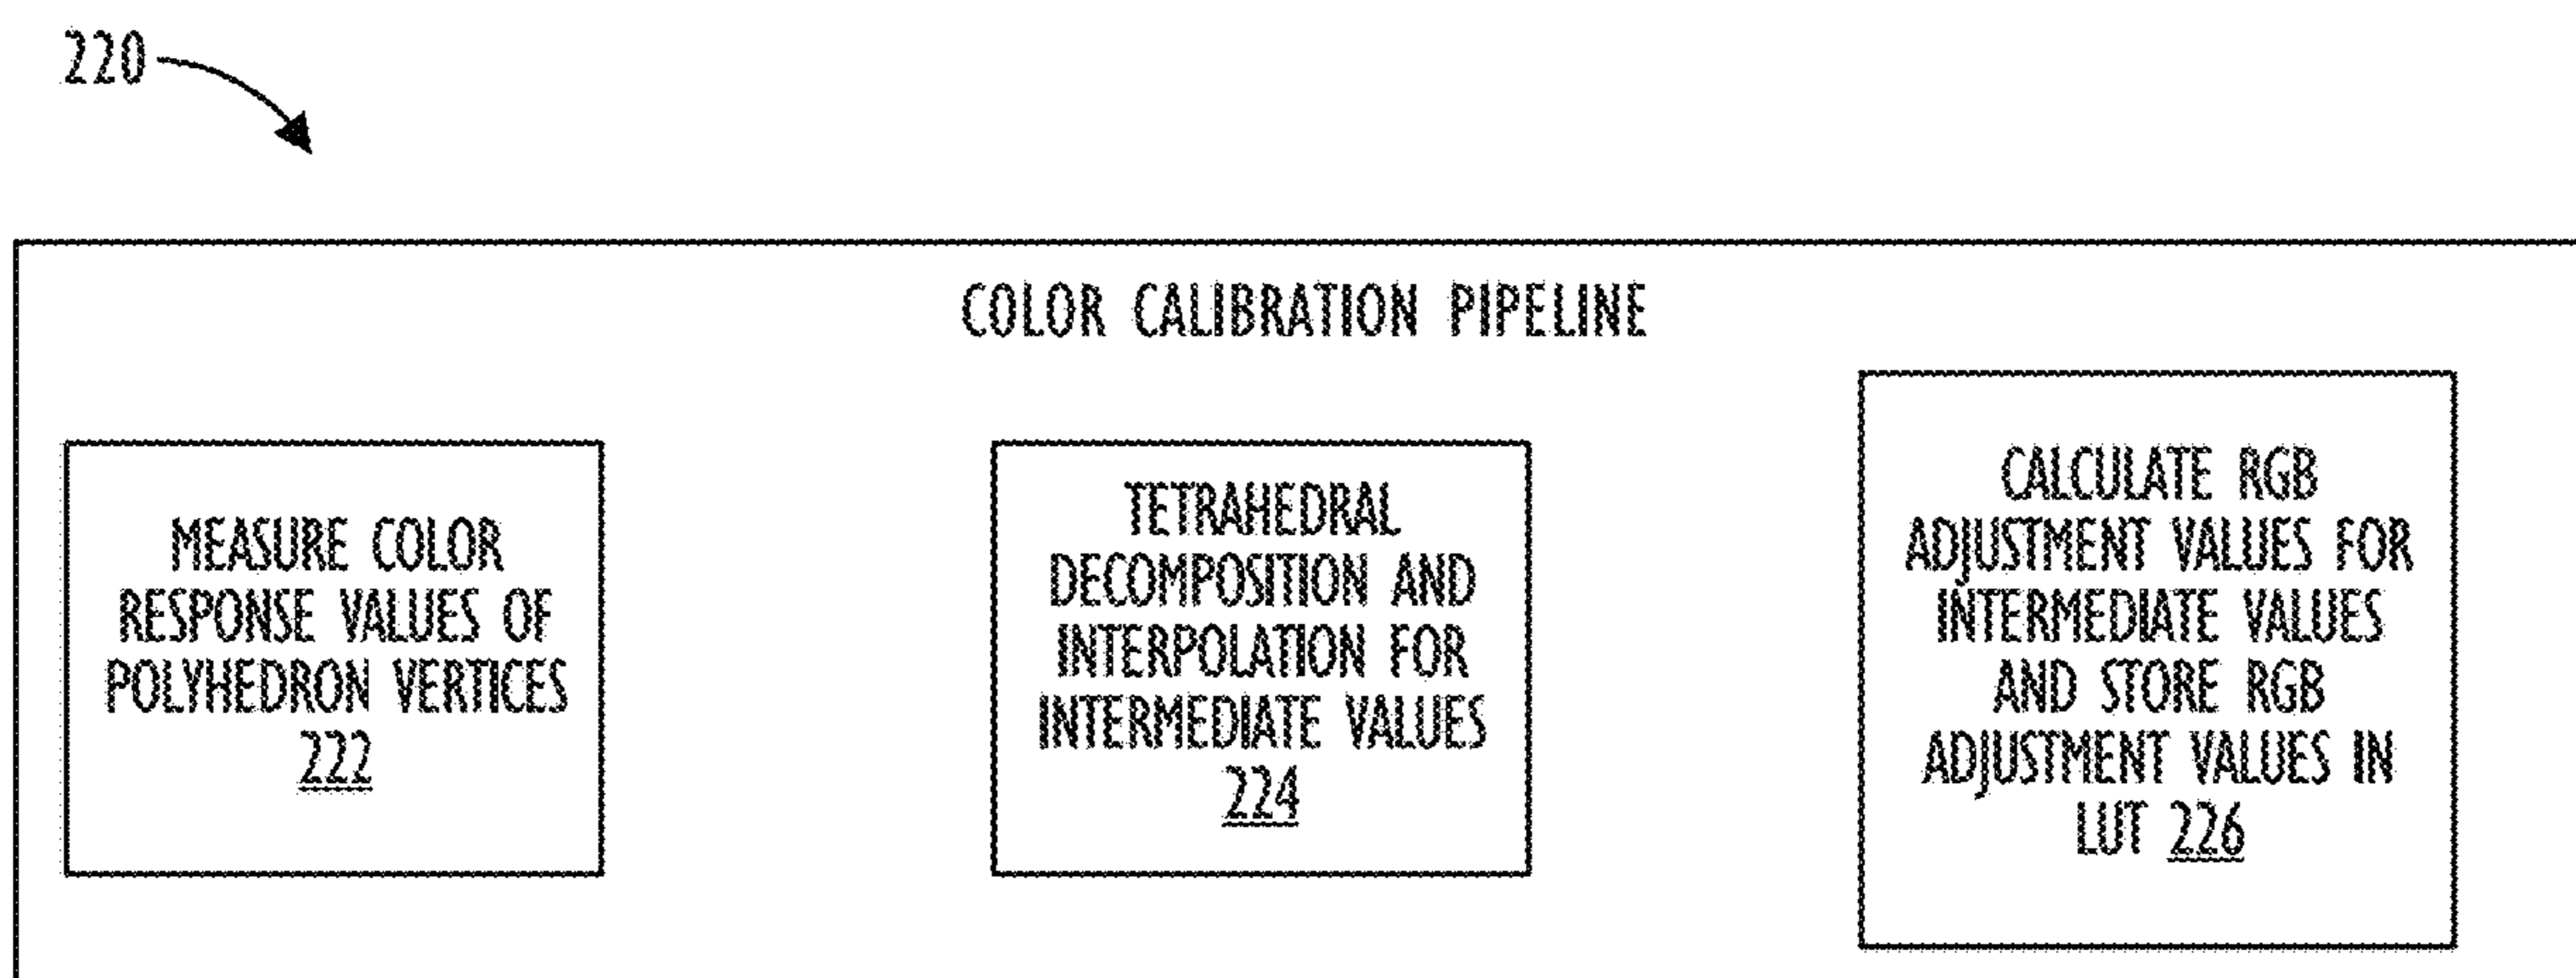 220
COLOR CALIBRATION PIPELINE
MEASURE COLOR
RESPONSE VALUES OF
POLYHEDRON VERTICES
222
TETRAHEDRAL
DECOMPOSITION AND
INTERPOLATION FOR
INTERMEDIATE VALUES
224
CALCULATE RGB
ADJUSTMENT VALUES FOR
INTERMEDIATE VALUES
AND STORE RGB
ADJUSTMENT VALUES IN
LUT 226